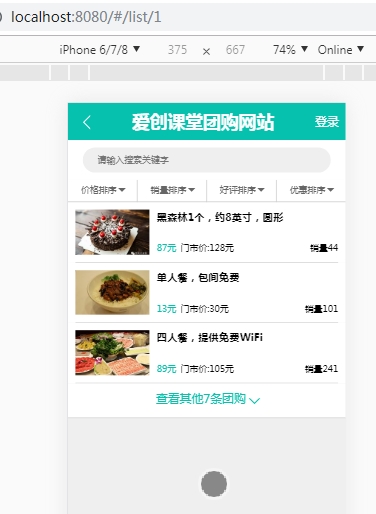 localhost:8080/#/list/1
iPhone 6/7/8 ▼ 375 × 667 74% ▼ Online ▼
爱创课堂团购网站 登录
请输入搜索关键字
价格排序 销量排序 好评排序 优惠排序
黑森林1个，约8英寸，圆形
87元 门市价:128元 销量44
单人餐，包间免费
13元 门市价:30元 销量101
四人餐，提供免费WiFi
89元 门市价:105元 销量241
查看其他7条团购